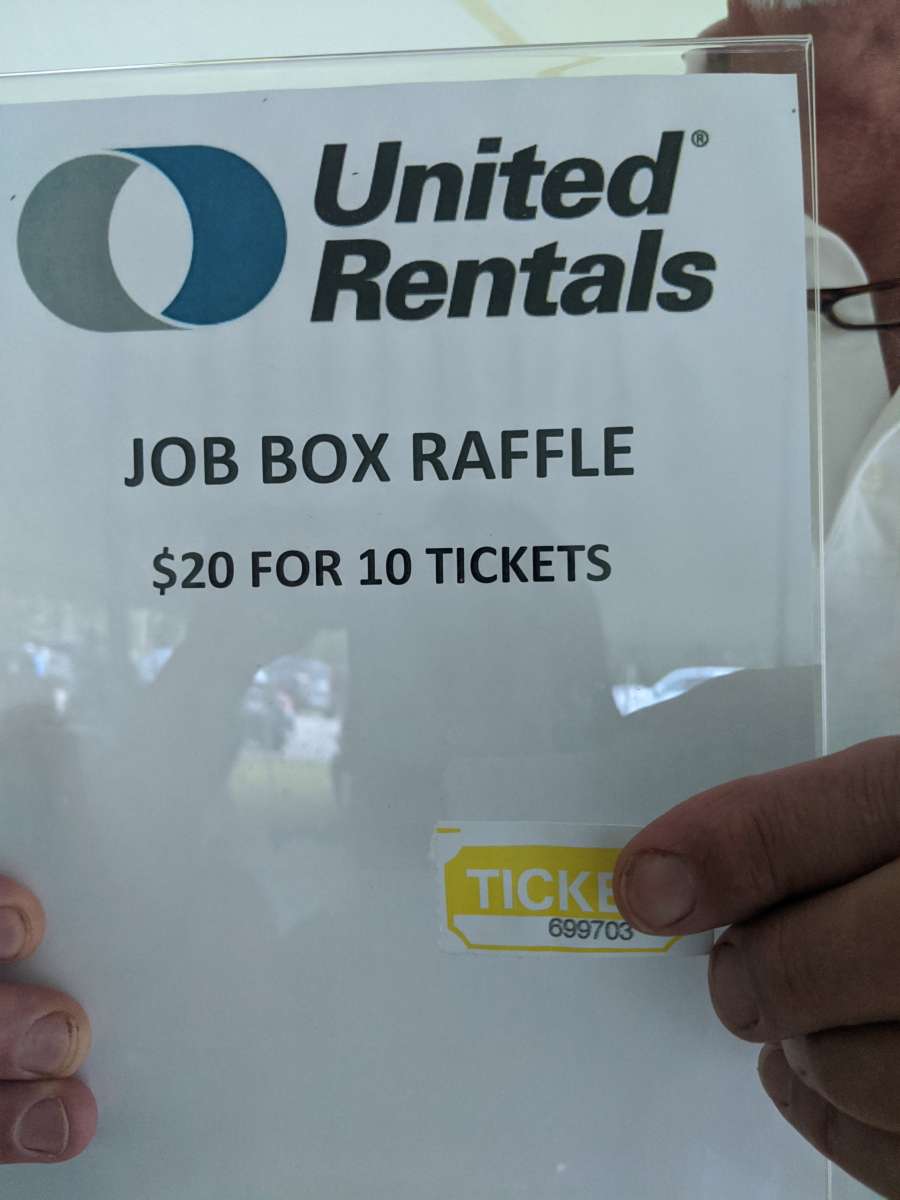 United®
Rentals
JOB BOX RAFFLE
$20 FOR 10 TICKETS
TICKE
699703